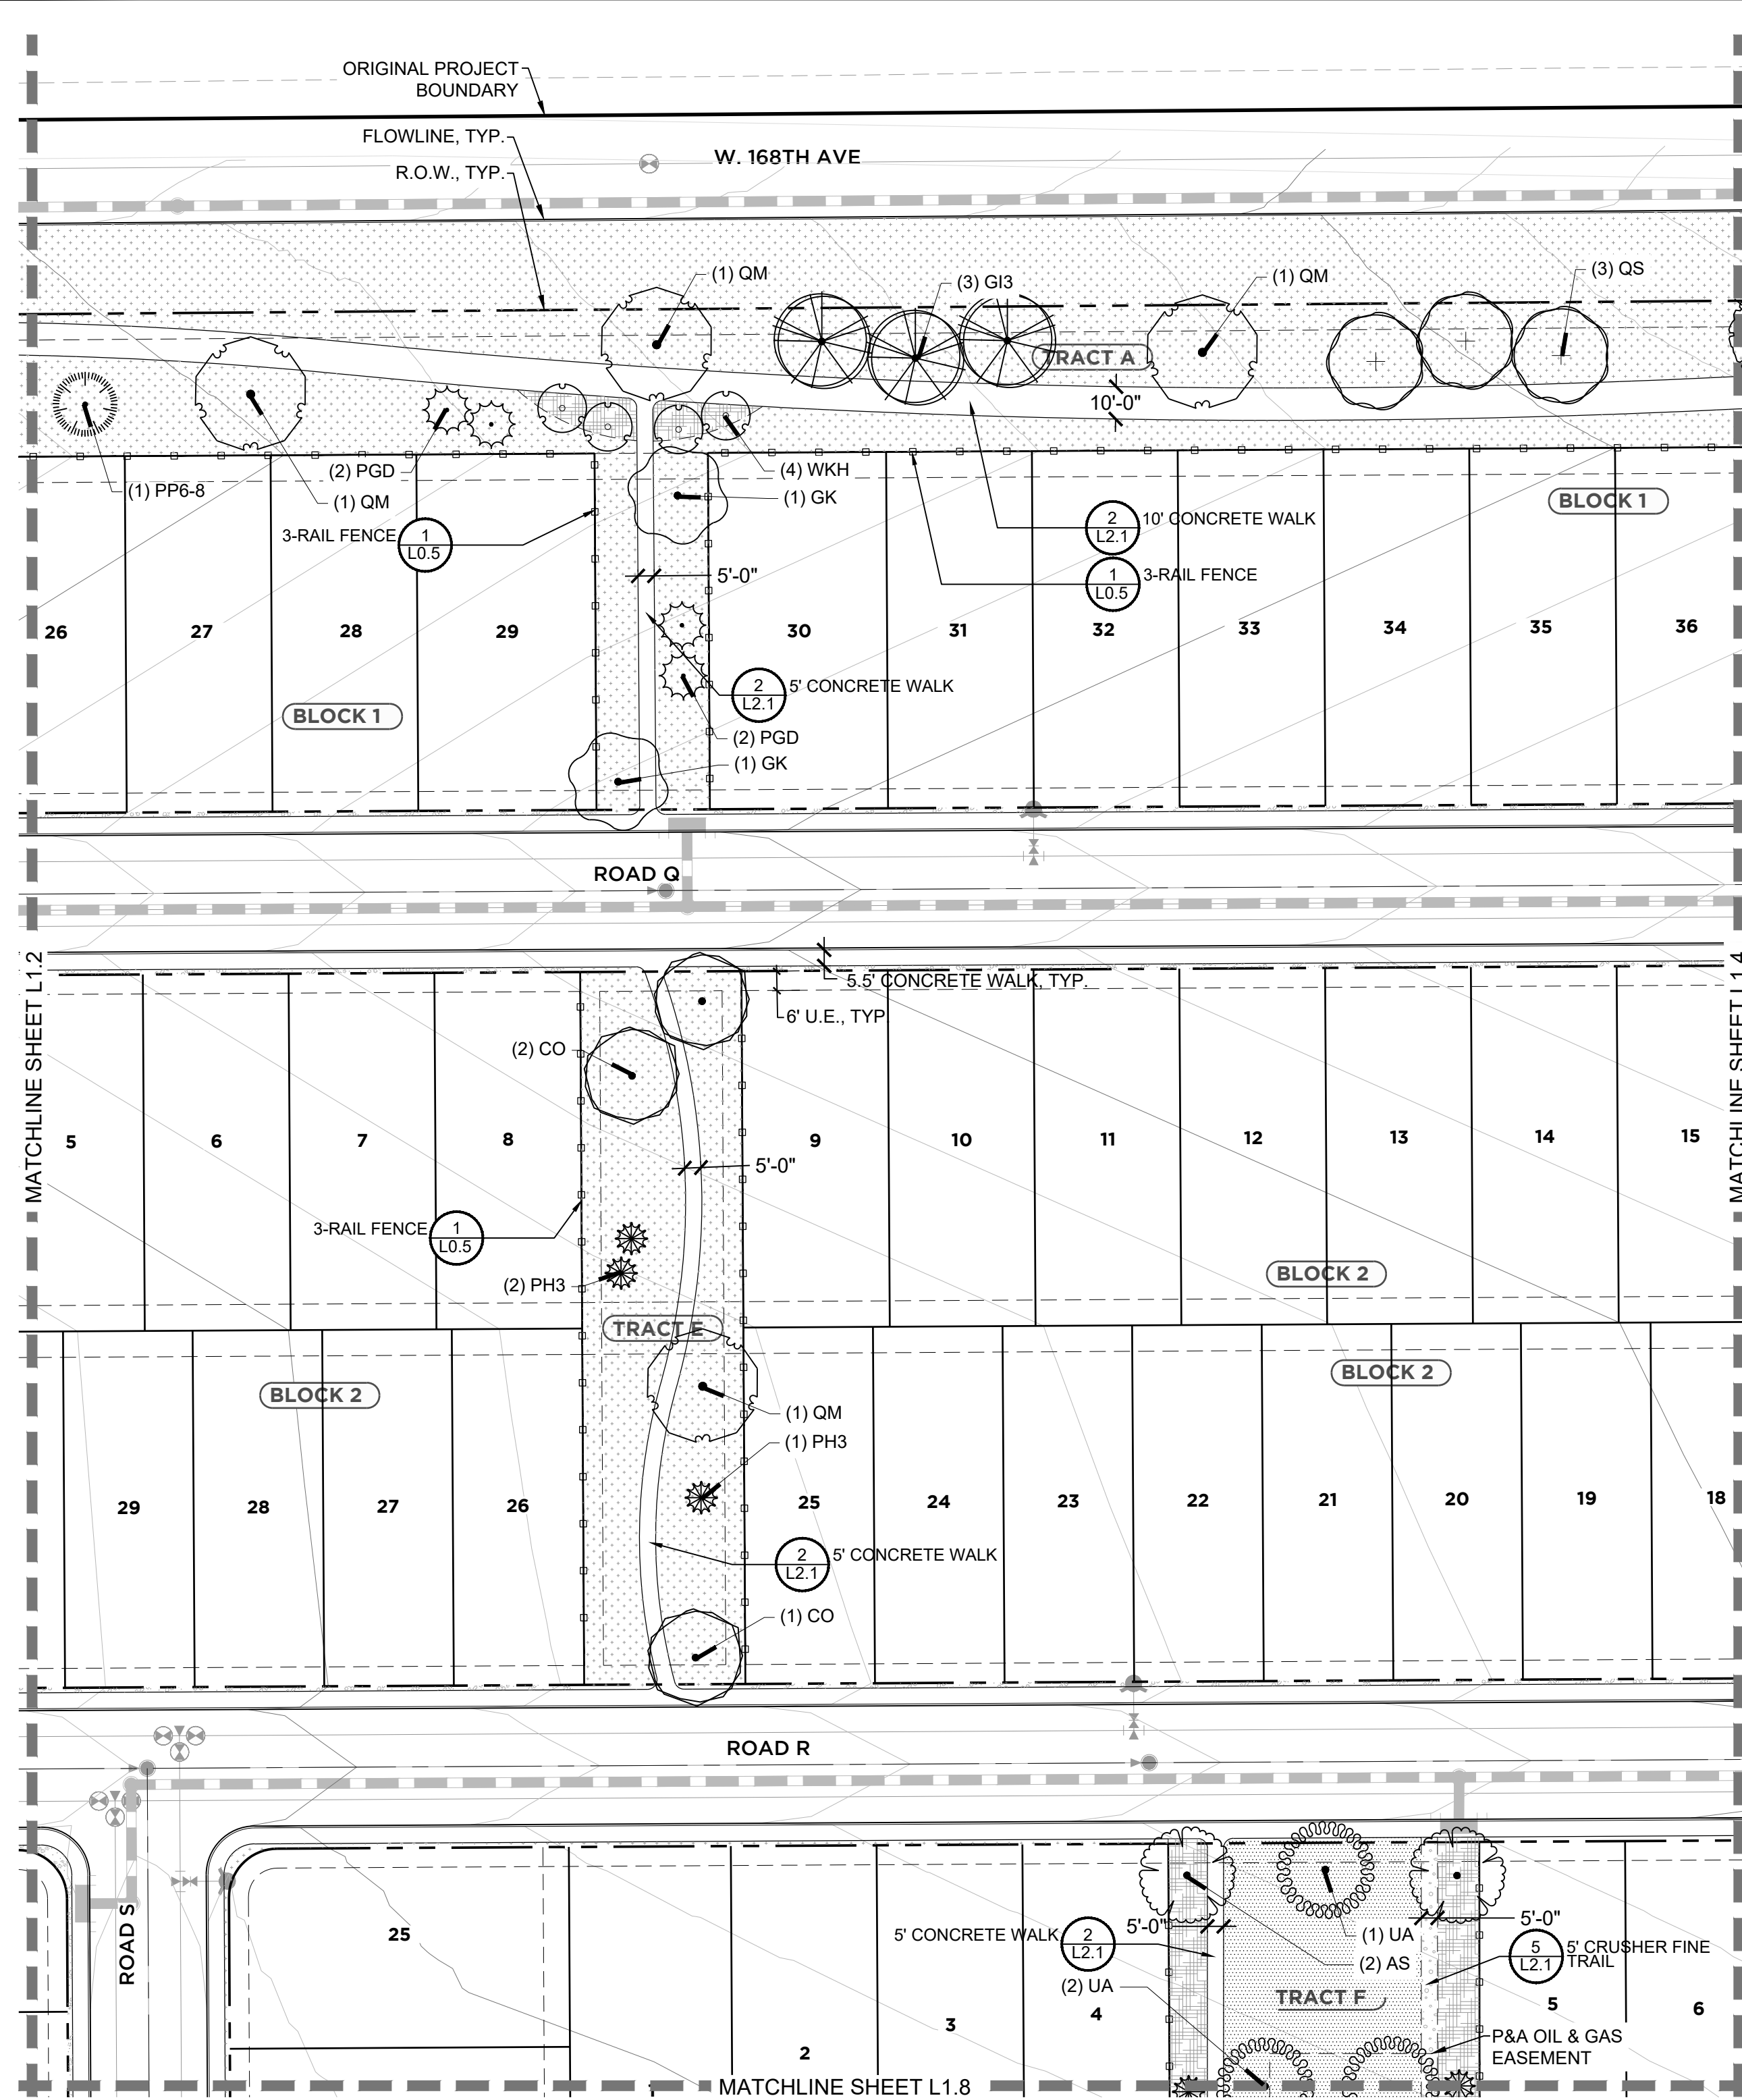 ORIGINAL PROJECT
BOUNDARY
FLOWLINE, TYP.
W. 168TH AVE
R.O.W., TYP.
(1) QM
(3) GI3
(1) QM
(3) QS
TRACT A
10'-0"
(2) PGD
(1) PP6-8
(1) QM
(4) WKH
(1) GK
BLOCK 1
3-RAIL FENCE
1
L0.5
2
L2.1
10' CONCRETE WALK
1
L0.5
3-RAIL FENCE
5'-0"
26
27
28
29
30
31
32
33
34
35
36
2
L2.1
5' CONCRETE WALK
BLOCK 1
(2) PGD
(1) GK
ROAD Q
MATCHLINE SHEET L1.2
MATCHLINE SHEET L1.4
5.5' CONCRETE WALK, TYP.
6' U.E., TYP.
(2) CO
5
6
7
8
9
10
11
12
13
14
15
5'-0"
3-RAIL FENCE
1
L0.5
(2) PH3
BLOCK 2
TRACT E
BLOCK 2
BLOCK 2
(1) QM
(1) PH3
29
28
27
26
25
24
23
22
21
20
19
18
2
L2.1
5' CONCRETE WALK
(1) CO
ROAD R
ROAD S
25
5' CONCRETE WALK
2
L2.1
5'-0"
5'-0"
(1) UA
(2) AS
5
L2.1
5' CRUSHER FINE
TRAIL
(2) UA
TRACT F
2
3
4
5
6
P&A OIL & GAS
EASEMENT
MATCHLINE SHEET L1.8